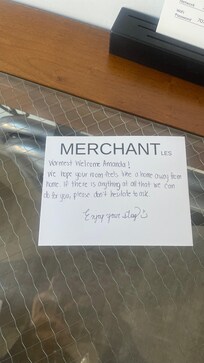 Password
MERCHANT LES
Warmest Welcome Amanda!
We hope your room feels like a home away from
home. If there is anything at all that we can
do for you, please don't hesitate to ask.
Enjoy your stay!